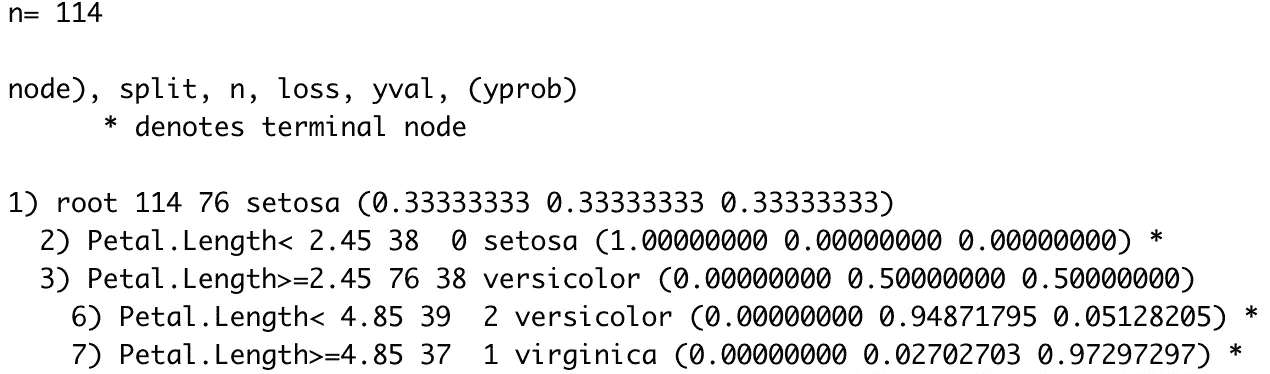 n= 114
node), split, n, loss, yval, (yprob)
* denotes terminal node
1) root 114 76 setosa (0.33333333 0.33333333 0.33333333)
2) Petal.Length< 2.45 38  0 setosa (1.00000000 0.00000000 0.00000000) *
3) Petal.Length>=2.45 76 38 versicolor (0.00000000 0.50000000 0.50000000)
6) Petal.Length< 4.85 39  2 versicolor (0.00000000 0.94871795 0.05128205) *
7) Petal.Length>=4.85 37  1 virginica (0.00000000 0.02702703 0.97297297) *